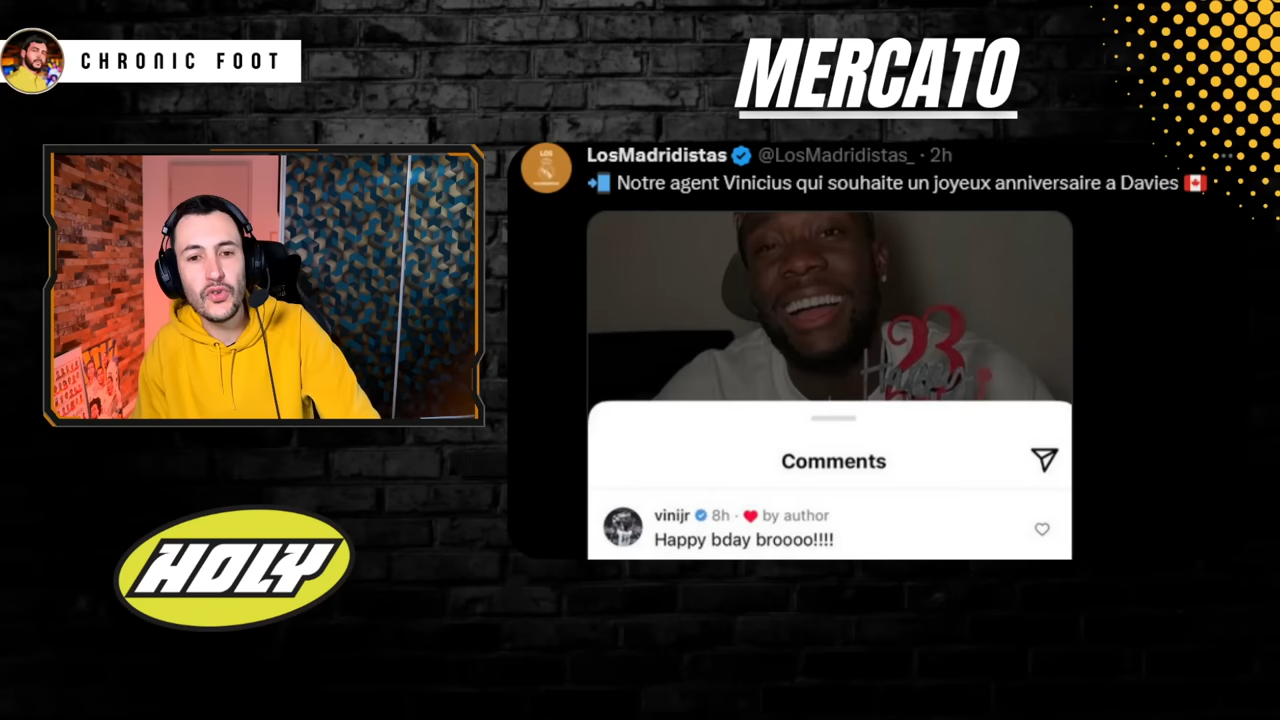 CHRONIC FOOT
MERCATO
LosMadridistas @LosMadridistas_ · 2h
Notre agent Vinicius qui souhaite un joyeux anniversaire a Davies
23
Comments
vinijr 8h · by author
Happy bday broooo!!!!
HOLY